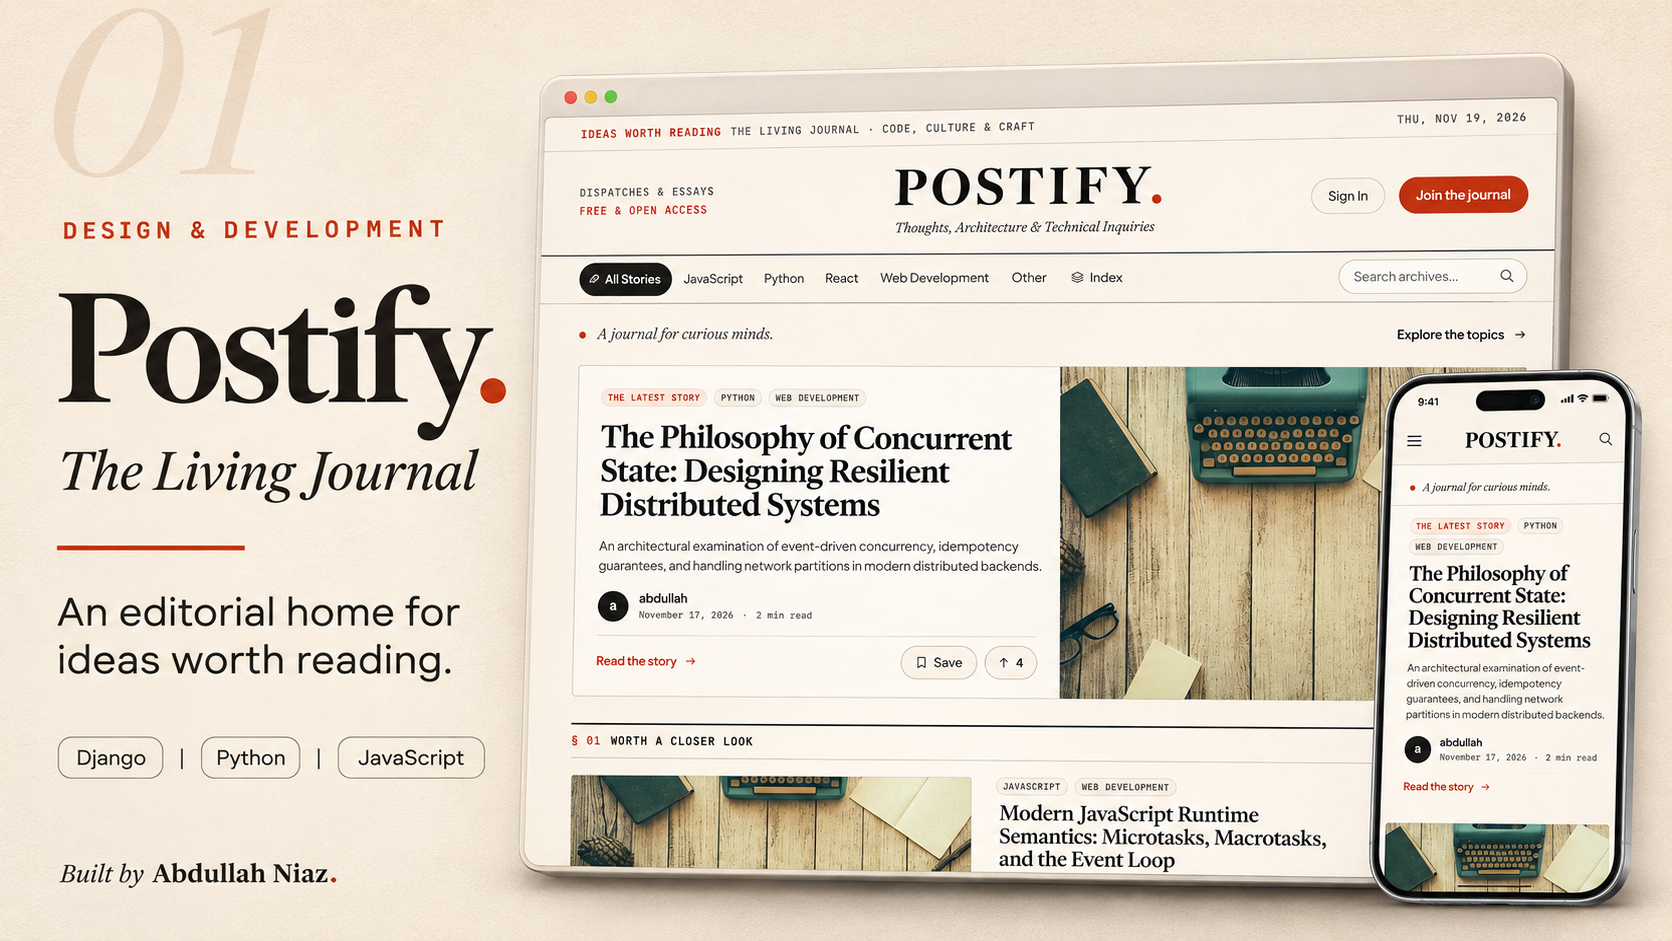 01
DESIGN & DEVELOPMENT
Postify.
The Living Journal
An editorial home for
ideas worth reading.
Django | Python | JavaScript
Built by Abdullah Niaz.
IDEAS WORTH READING THE LIVING JOURNAL · CODE, CULTURE & CRAFT
THU, NOV 19, 2026
DISPATCHES & ESSAYS
FREE & OPEN ACCESS
POSTIFY.
Thoughts, Architecture & Technical Inquiries
Sign In
Join the journal
All Stories JavaScript Python React Web Development Other Index
Search archives...
A journal for curious minds.
Explore the topics →
THE LATEST STORY PYTHON WEB DEVELOPMENT
The Philosophy of Concurrent
State: Designing Resilient
Distributed Systems
An architectural examination of event-driven concurrency, idempotency
guarantees, and handling network partitions in modern distributed backends.
a
abdullah
November 17, 2026 · 2 min read
Read the story →
Save
↑ 4
§ 01 WORTH A CLOSER LOOK
JAVASCRIPT WEB DEVELOPMENT
Modern JavaScript Runtime
Semantics: Microtasks, Macrotasks,
and the Event Loop
9:41
POSTIFY.
A journal for curious minds.
THE LATEST STORY PYTHON
WEB DEVELOPMENT
The Philosophy of
Concurrent State:
Designing Resilient
Distributed Systems
An architectural examination of event-
driven concurrency, idempotency
guarantees, and handling network
partitions in modern distributed backends.
a
abdullah
November 17, 2026 · 2 min read
Read the story →